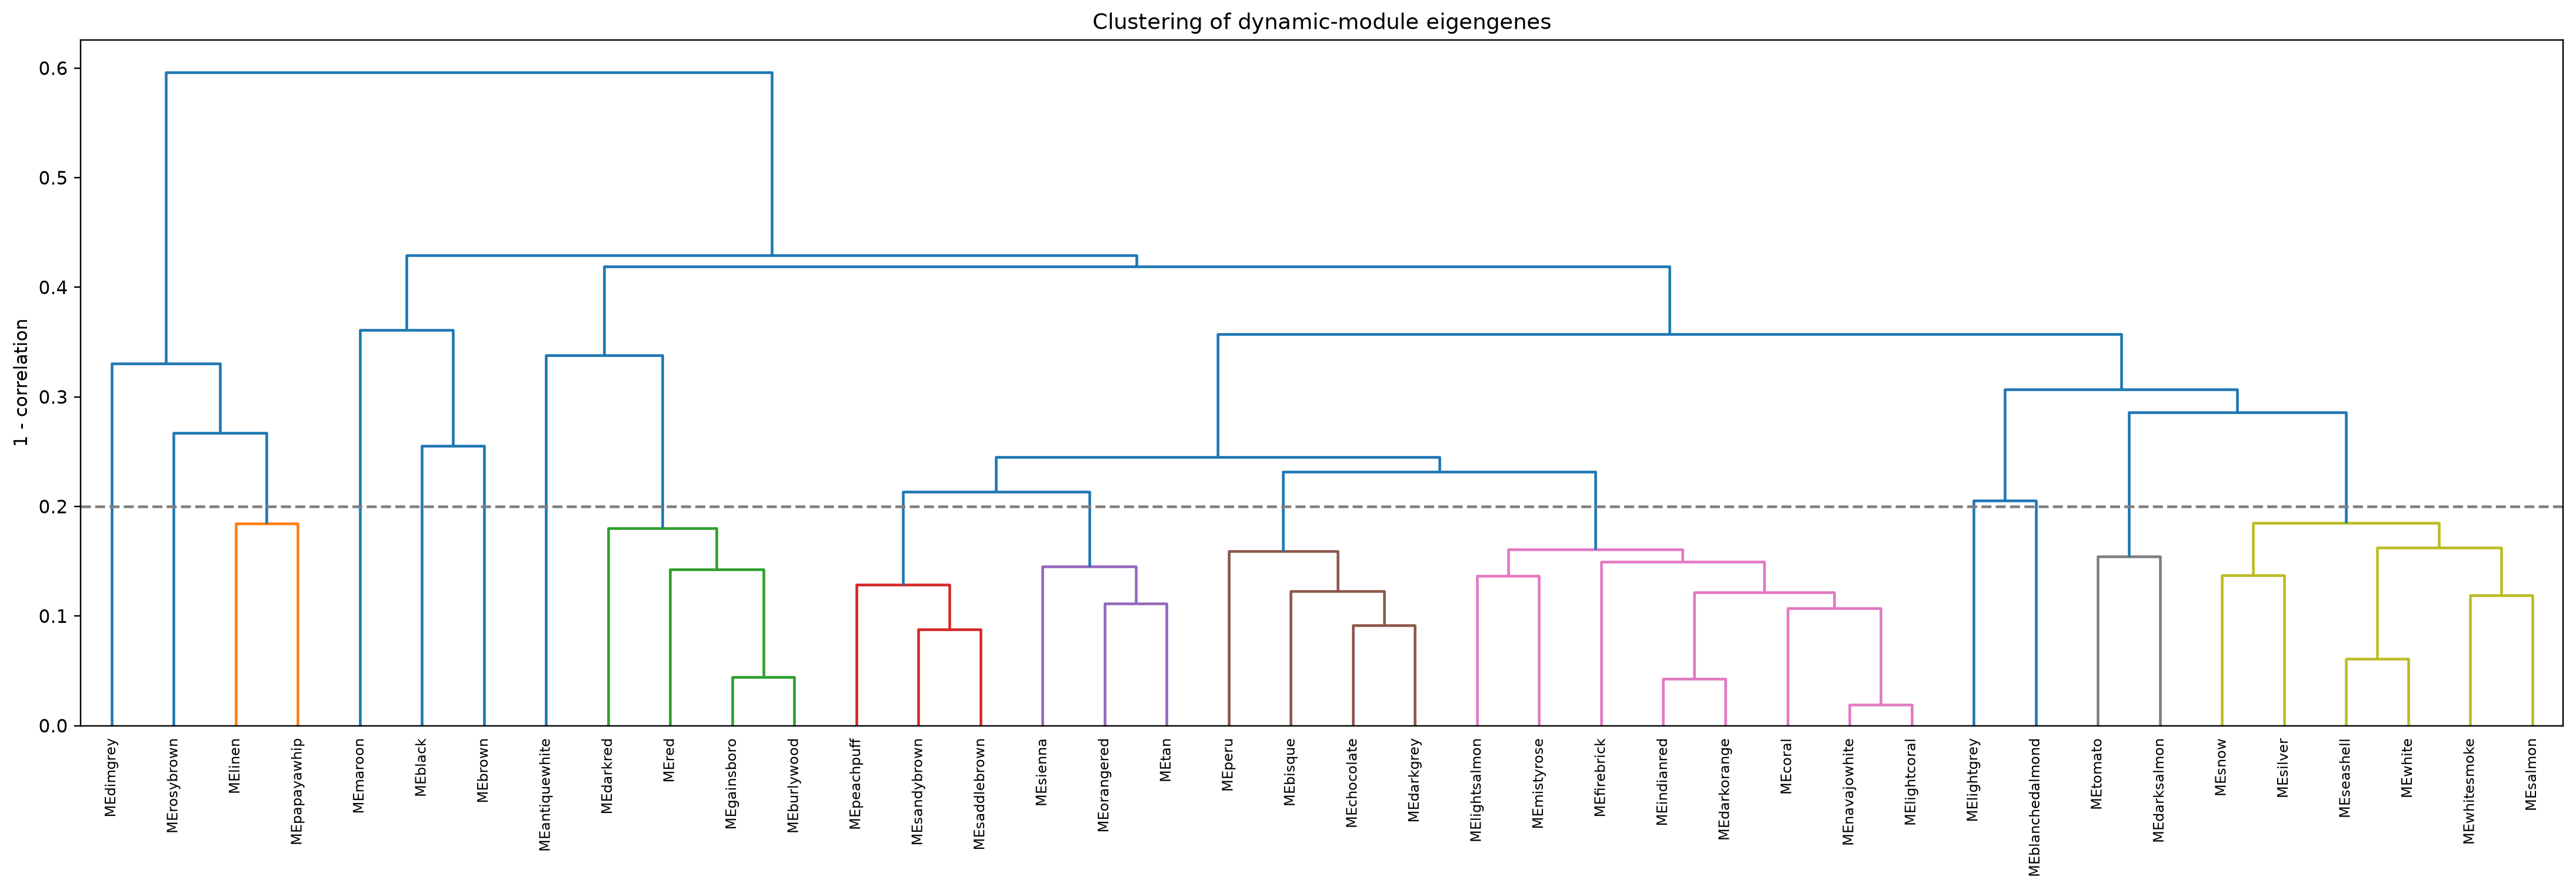 Clustering of dynamic-module eigengenes
1 - correlation
0.6
0.5
0.4
0.3
0.2
0.1
0.0
MEdimgrey
MErosybrown
MElinen
MEpapayawhip
MEmaroon
MEblack
MEbrown
MEantiquewhite
MEdarkred
MEred
MEgainsboro
MEburlywood
MEpeachpuff
MEsandybrown
MEsaddlebrown
MEsienna
MEorangered
MEtan
MEperu
MEbisque
MEchocolate
MEdarkgrey
MElightsalmon
MEmistyrose
MEfirebrick
MEindianred
MEdarkorange
MEcoral
MEnavajowhite
MElightcoral
MElightgrey
MEblanchedalmond
MEtomato
MEdarksalmon
MEsnow
MEsilver
MEseashell
MEwhite
MEwhitesmoke
MEsalmon